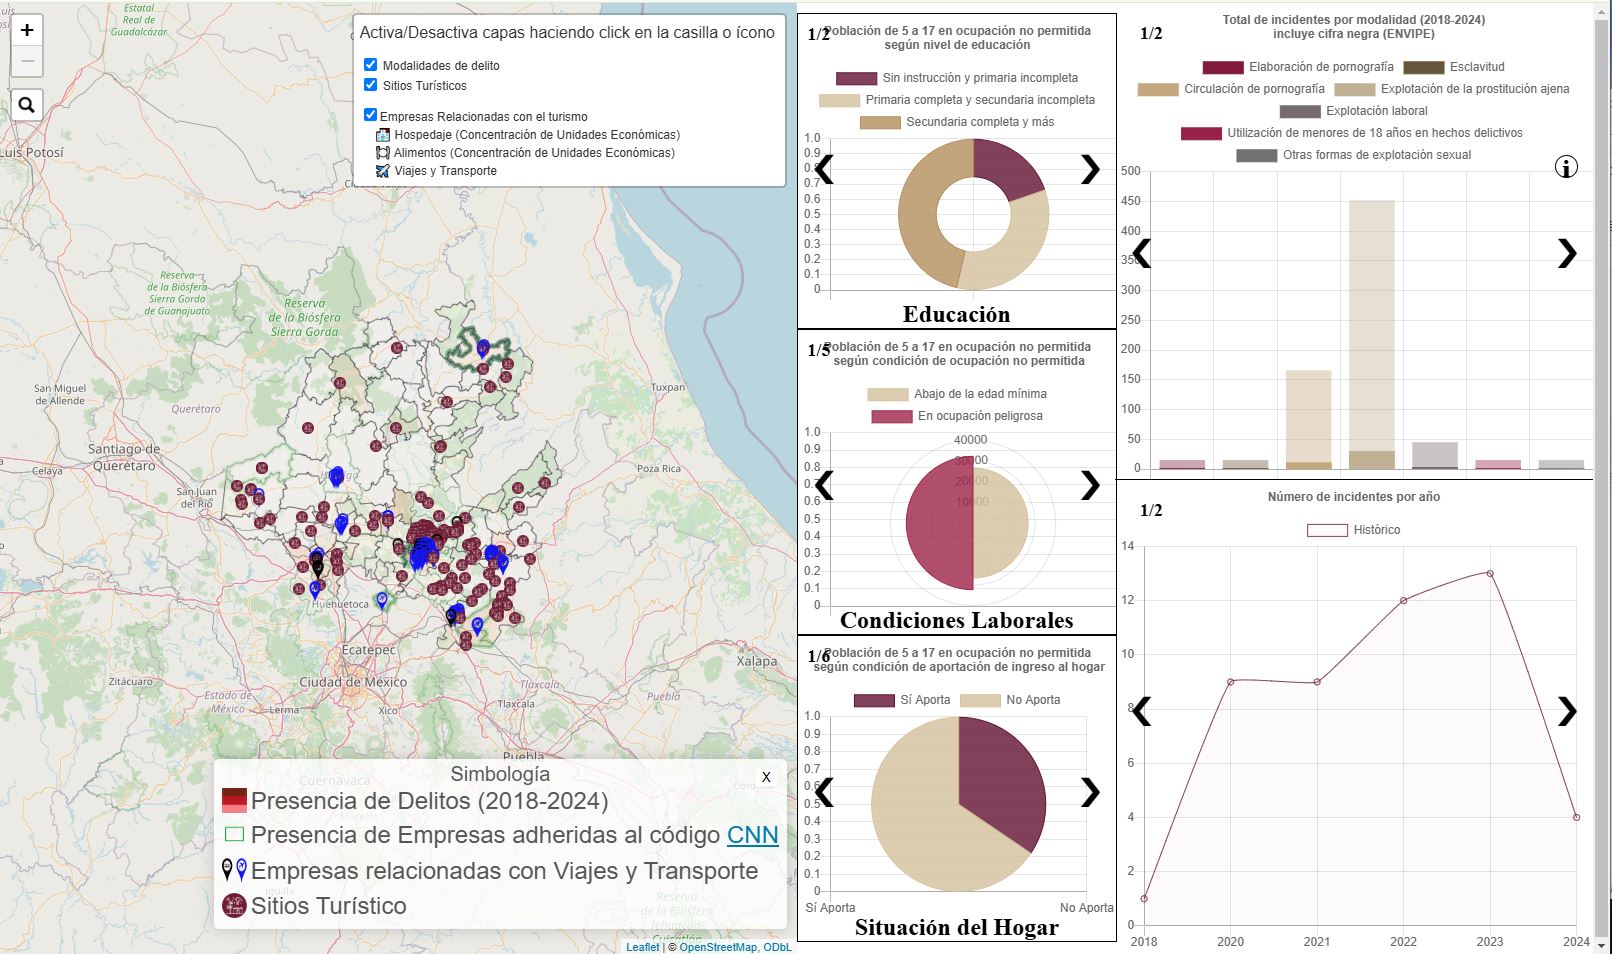 +
−
Activa/Desactiva capas haciendo click en la casilla o ícono
Modalidades de delito
Sitios Turísticos
Empresas Relacionadas con el turismo
Hospedaje (Concentración de Unidades Económicas)
Alimentos (Concentración de Unidades Económicas)
Viajes y Transporte
Estatal Real de
Guadalcázar
Luis Potosí
Reserva
de la Biósfera
Sierra Gorda
de Guanajuato
Reserva
de la Biósfera
Sierra Gorda
San Miguel
de Allende
Querétaro
Tuxpan
Santiago de
Querétaro
Celaya
Poza Rica
San Juan
del Río
Huehuetoca
Ecatepec
Xalapa
Zitácuaro
Ciudad de México
Estado de
México
Tlaxcala
Puebla
Lerma
Xico
Tlaxcala
Puebla
Cuernavaca
Simbología
X
Presencia de Delitos (2018-2024)
Presencia de Empresas adheridas al código CNN
Empresas relacionadas con Viajes y Transporte
Iguala
Sitios Turístico
Reserva
de la Biósfera
Tehuacán-
Cuicatlán
Leaflet | © OpenStreetMap, ODbL
1/2
Población de 5 a 17 en ocupación no permitida
según nivel de educación
Sin instrucción y primaria incompleta
Primaria completa y secundaria incompleta
Secundaria completa y más
1.0
0.9
0.8
0.7
0.6
0.5
0.4
0.3
0.2
0.1
0
Educación
1/5
Población de 5 a 17 en ocupación no permitida
según condición de ocupación no permitida
Abajo de la edad mínima
En ocupación peligrosa
1.0
0.9
0.8
0.7
0.6
0.5
0.4
0.3
0.2
0.1
0
40000
30000
20000
10000
Condiciones Laborales
1/6
Población de 5 a 17 en ocupación no permitida
según condición de aportación de ingreso al hogar
Sí Aporta No Aporta
1.0
0.9
0.8
0.7
0.6
0.5
0.4
0.3
0.2
0.1
0
Sí Aporta No Aporta
Situación del Hogar
1/2
Total de incidentes por modalidad (2018-2024)
incluye cifra negra (ENVIPE)
Elaboración de pornografía Esclavitud
Circulación de pornografía Explotación de la prostitución ajena
Explotación laboral
Utilización de menores de 18 años en hechos delictivos
Otras formas de explotación sexual
i
500
450
400
350
300
250
200
150
100
50
0
1/2
Número de incidentes por año
Histórico
14
12
10
8
6
4
2
0
2018 2020 2021 2022 2023 2024